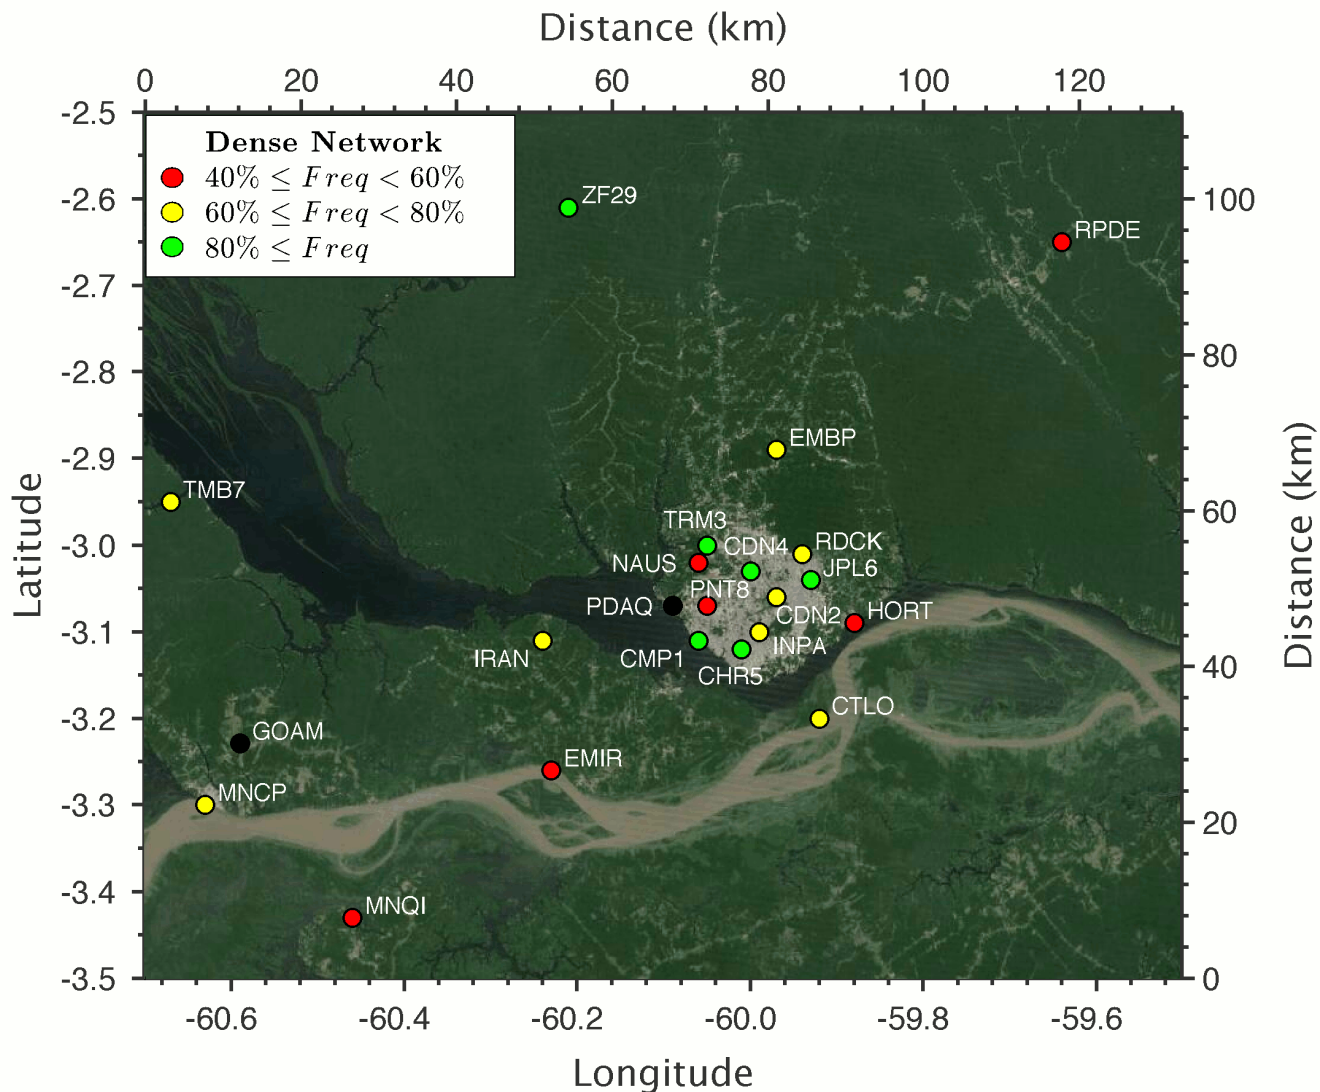 Distance (km)
0 20 40 60 80 100 120
-2.5
Dense Network
40% ≤ Freq < 60%
60% ≤ Freq < 80%
80% ≤ Freq
ZF29
-2.6
100
RPDE
-2.7
80
-2.8
EMBP
-2.9
TMB7
60
TRM3
-3.0
CDN4
RDCK
NAUS
JPL6
PNT8
PDAQ
CDN2
HORT
-3.1
INPA
IRAN
CMP1
CHR5
40
CTLO
-3.2
GOAM
EMIR
MNCP
-3.3
20
-3.4
MNQI
-3.5
0
Latitude
Distance (km)
-60.6 -60.4 -60.2 -60.0 -59.8 -59.6
Longitude